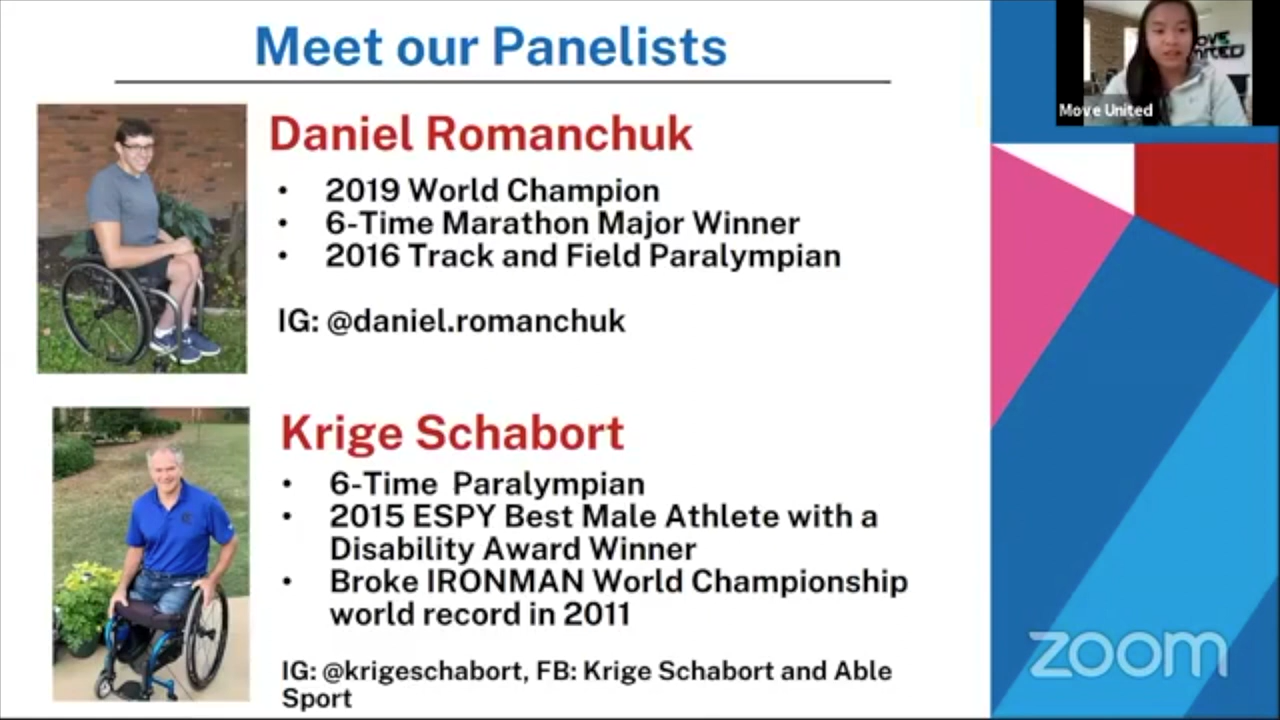 Meet our Panelists
Move United
Daniel Romanchuk
• 2019 World Champion
• 6-Time Marathon Major Winner
• 2016 Track and Field Paralympian
IG: @daniel.romanchuk
Krige Schabort
• 6-Time Paralympian
• 2015 ESPY Best Male Athlete with a
Disability Award Winner
• Broke IRONMAN World Championship
world record in 2011
IG: @krigeschabort, FB: Krige Schabort and Able
Sport
zoom